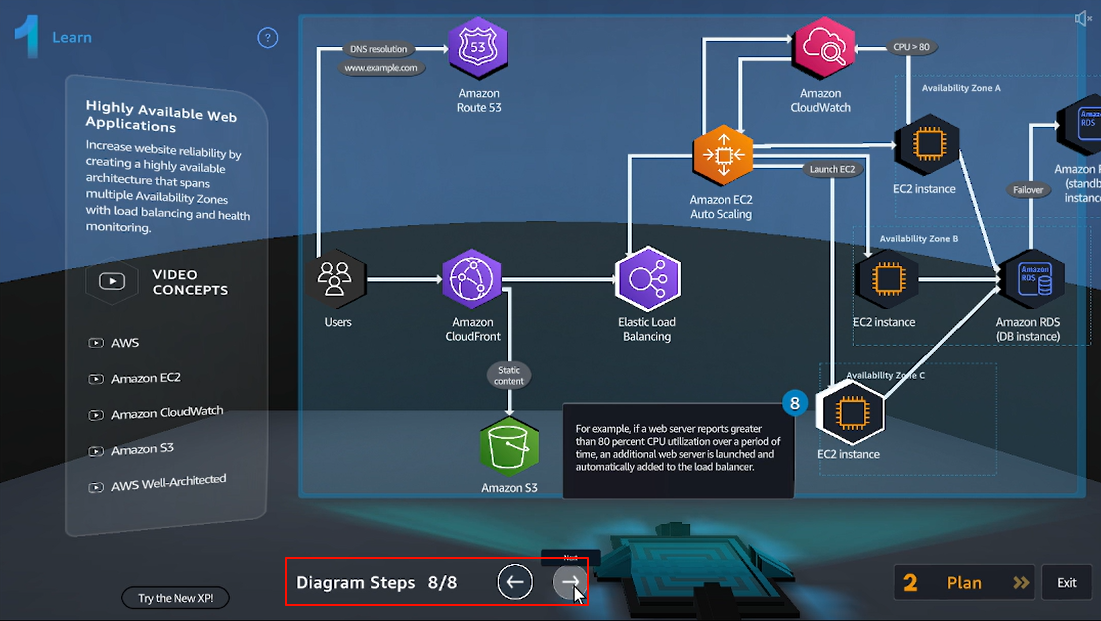 1 Learn
?
Highly Available Web
Applications
Increase website reliability by
creating a highly available
architecture that spans
multiple Availability Zones
with load balancing and health
monitoring.
VIDEO
CONCEPTS
AWS
Amazon EC2
Amazon CloudWatch
Amazon S3
AWS Well-Architected
Try the New XP!
DNS resolution
www.example.com
53
Amazon
Route 53
Amazon
CloudWatch
CPU > 80
Availability Zone A
Amazon EC2
Auto Scaling
Launch EC2
EC2 instance
Amazon
RDS
Amazon
(standb
instanc
Failover
Availability Zone B
Users
Amazon
CloudFront
Elastic Load
Balancing
EC2 instance
Amazon
RDS
Amazon RDS
(DB instance)
Static
content
Availability Zone C
8
EC2 instance
Amazon S3
For example, if a web server reports greater
than 80 percent CPU utilization over a period of
time, an additional web server is launched and
automatically added to the load balancer.
Next
Diagram Steps 8/8
2 Plan
Exit